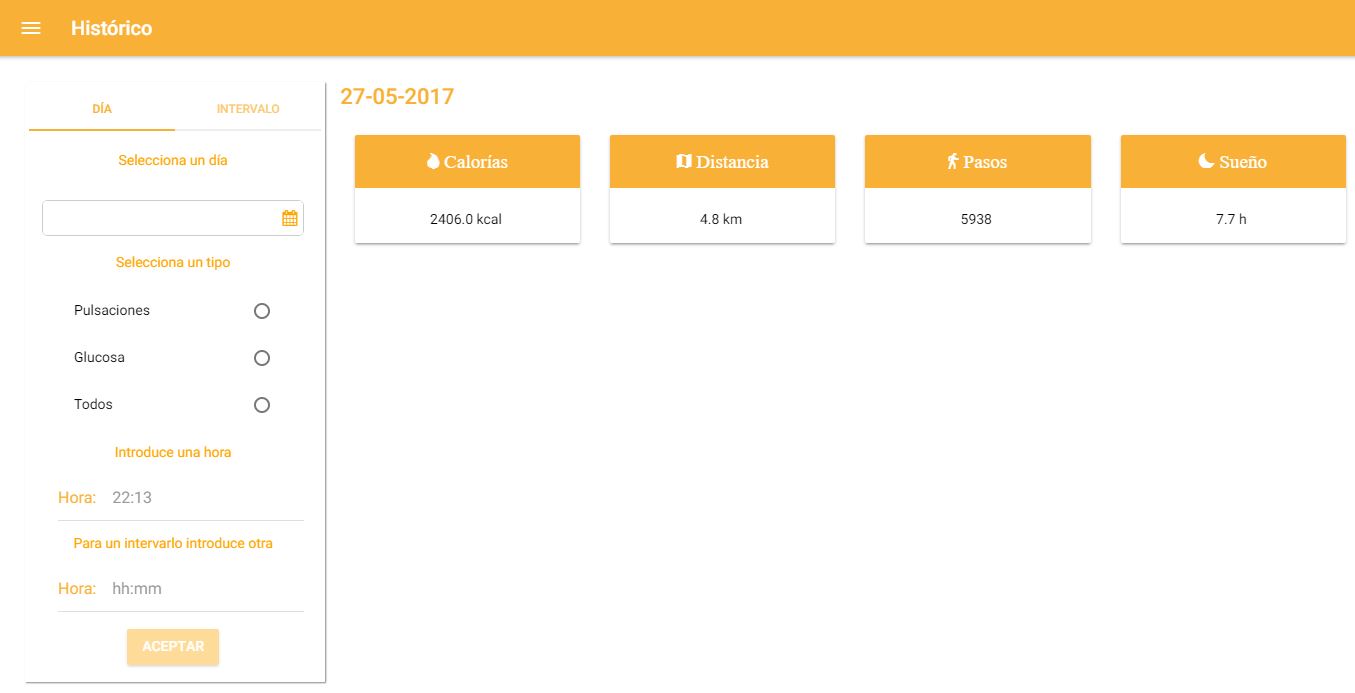 Histórico
DÍA INTERVALO
Selecciona un día
Selecciona un tipo
Pulsaciones
Glucosa
Todos
Introduce una hora
Hora: 22:13
Para un intervarlo introduce otra
Hora: hh:mm
ACEPTAR
27-05-2017
Calorías
2406.0 kcal
Distancia
4.8 km
Pasos
5938
Sueño
7.7 h